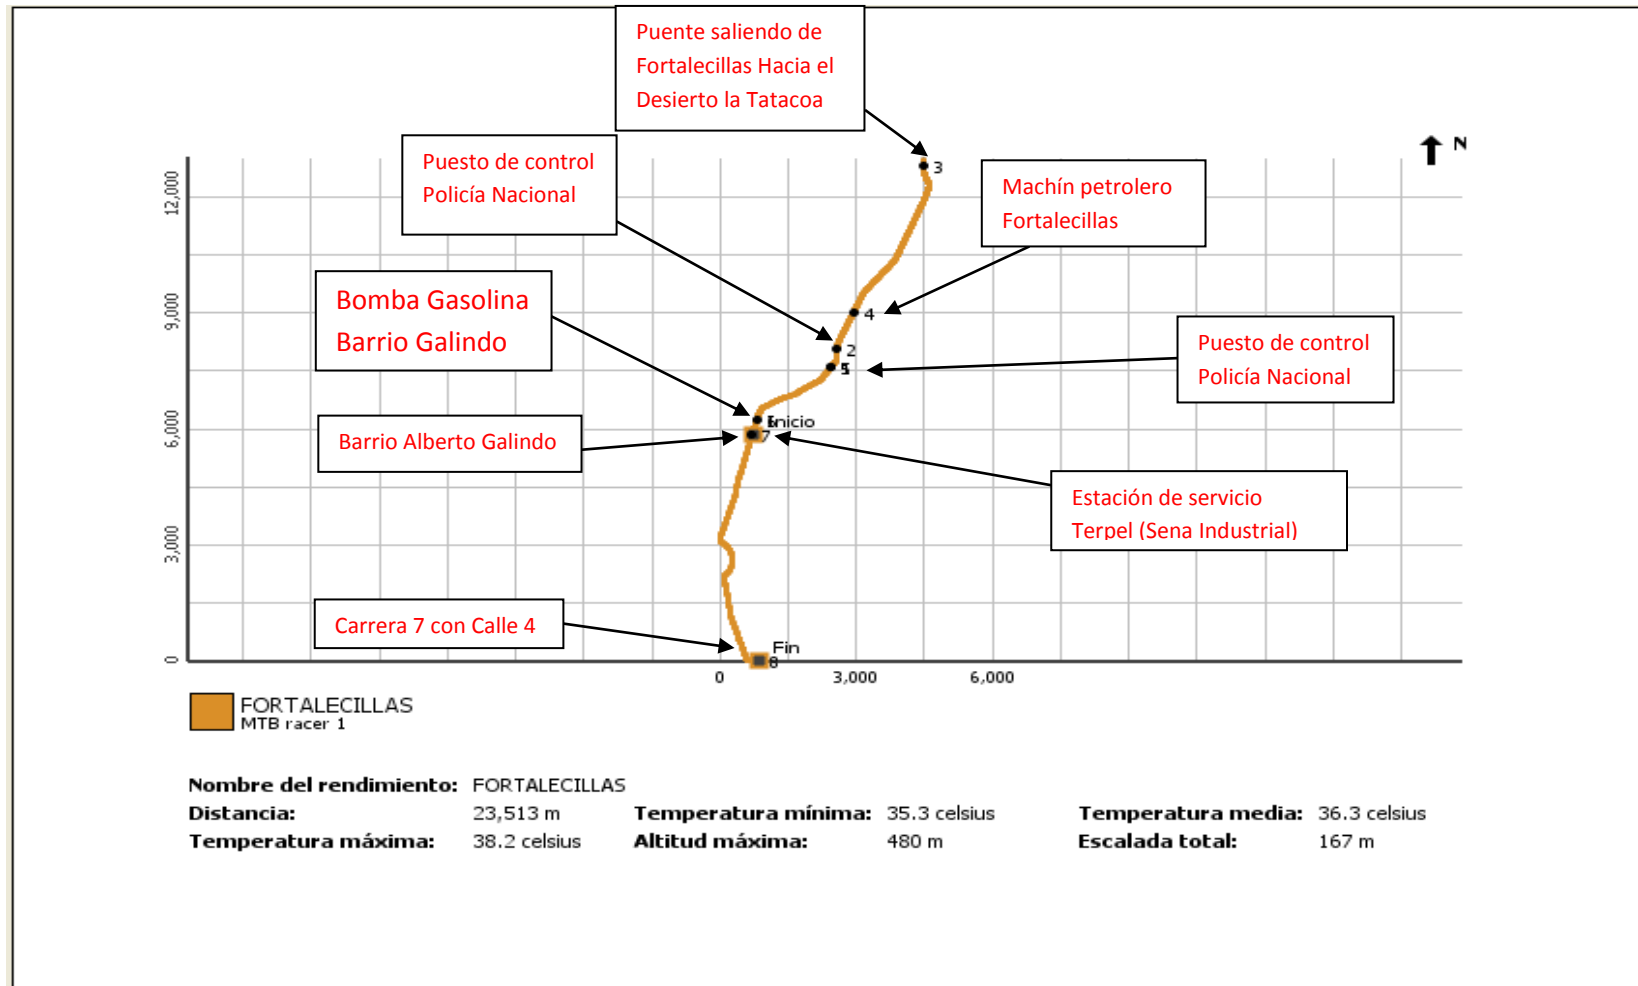 Puente saliendo de
Fortalecillas Hacia el
Desierto la Tatacoa
N
Puesto de control
Policía Nacional
Machín petrolero
Fortalecillas
Bomba Gasolina
Barrio Galindo
Puesto de control
Policía Nacional
Barrio Alberto Galindo
Estación de servicio
Terpel (Sena Industrial)
Carrera 7 con Calle 4
12,000
9,000
6,000
3,000
0
3
4
2
Inicio
7
Fin
8
0 3,000 6,000
FORTALECILLAS
MTB racer 1
Nombre del rendimiento: FORTALECILLAS
Distancia: 23,513 m Temperatura mínima: 35.3 celsius Temperatura media: 36.3 celsius
Temperatura máxima: 38.2 celsius Altitud máxima: 480 m Escalada total: 167 m